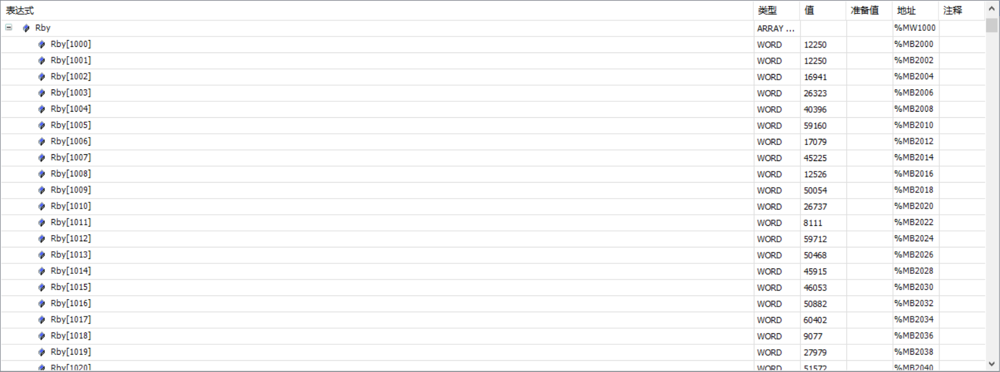 表达式 类型 值 准备值 地址 注释
Rby ARRAY ... %MW1000
Rby[1000] WORD 12250 %MB2000
Rby[1001] WORD 12250 %MB2002
Rby[1002] WORD 16941 %MB2004
Rby[1003] WORD 26323 %MB2006
Rby[1004] WORD 40396 %MB2008
Rby[1005] WORD 59160 %MB2010
Rby[1006] WORD 17079 %MB2012
Rby[1007] WORD 45225 %MB2014
Rby[1008] WORD 12526 %MB2016
Rby[1009] WORD 50054 %MB2018
Rby[1010] WORD 26737 %MB2020
Rby[1011] WORD 8111 %MB2022
Rby[1012] WORD 59712 %MB2024
Rby[1013] WORD 50468 %MB2026
Rby[1014] WORD 45915 %MB2028
Rby[1015] WORD 46053 %MB2030
Rby[1016] WORD 50882 %MB2032
Rby[1017] WORD 60402 %MB2034
Rby[1018] WORD 9077 %MB2036
Rby[1019] WORD 27979 %MB2038
Rby[1020] WORD 51572 %MB2040